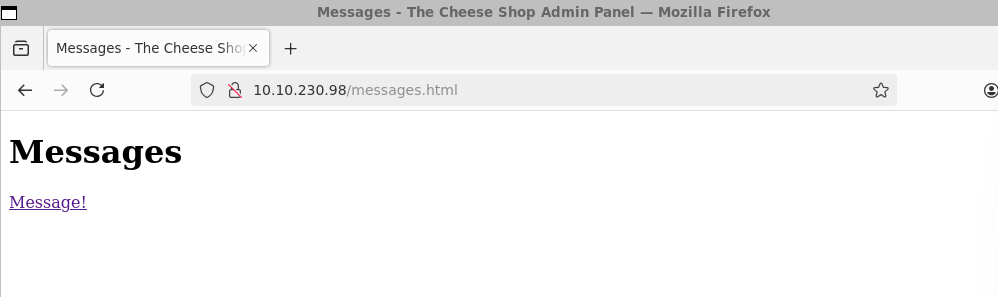 Messages - The Cheese Shop Admin Panel — Mozilla Firefox
Messages - The Cheese Sho
10.10.230.98/messages.html
Messages
Message!